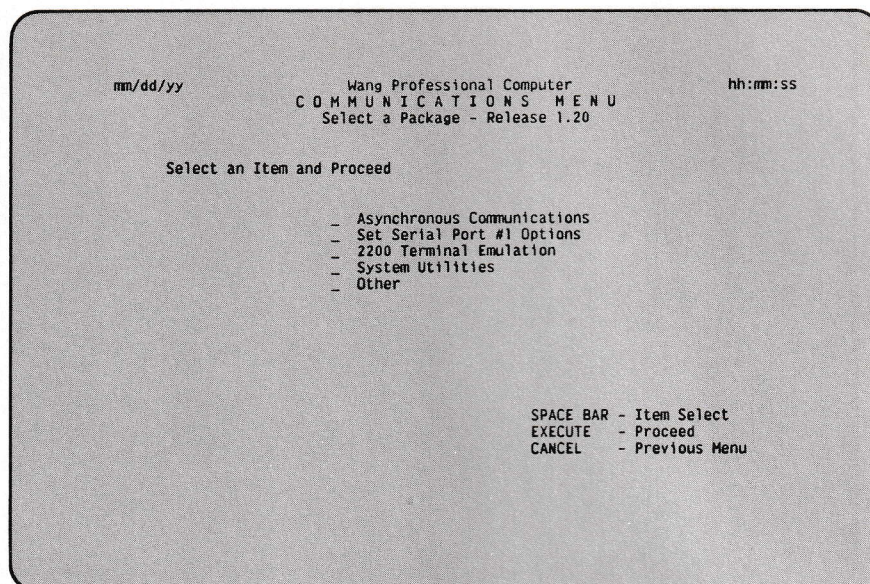 mm/dd/yy Wang Professional Computer hh:mm:ss
C O M M U N I C A T I O N S M E N U
Select a Package - Release 1.20
Select an Item and Proceed
_ Asynchronous Communications
_ Set Serial Port #1 Options
_ 2200 Terminal Emulation
_ System Utilities
_ Other
SPACE BAR - Item Select
EXECUTE - Proceed
CANCEL - Previous Menu